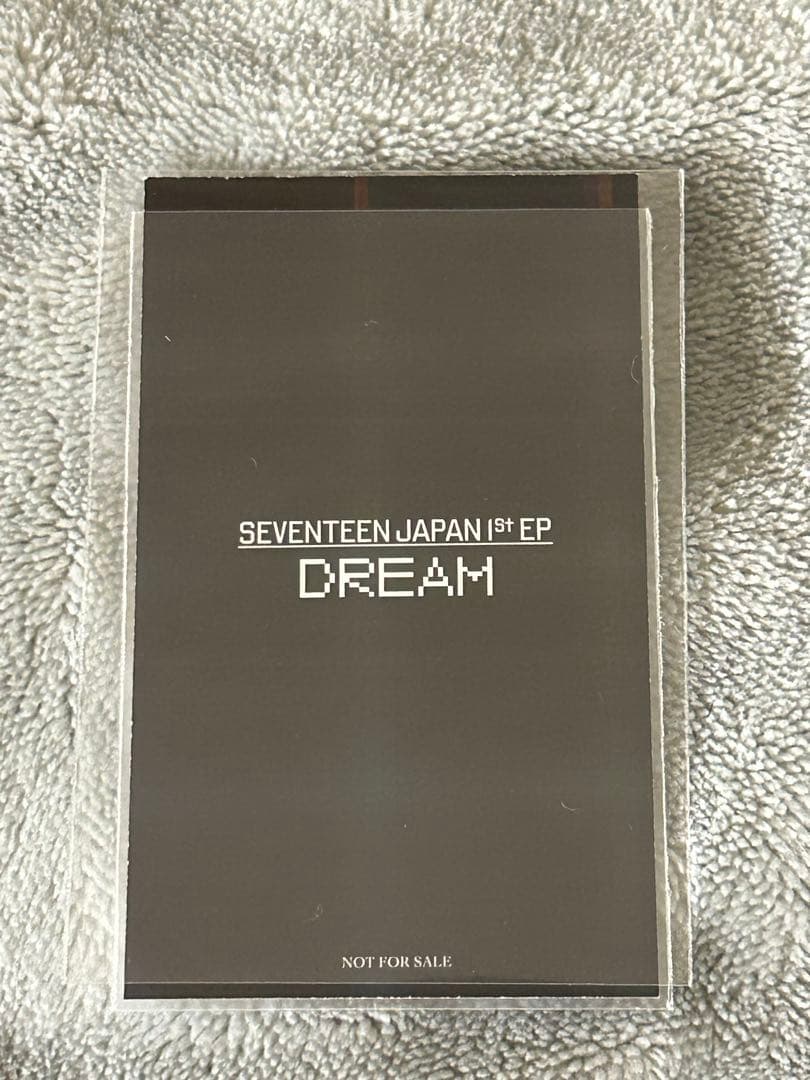 SEVENTEEN JAPAN 1St EP
DREAM
NOT FOR SALE